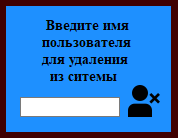 Введите имя
пользователя
для удаления
из ситемы